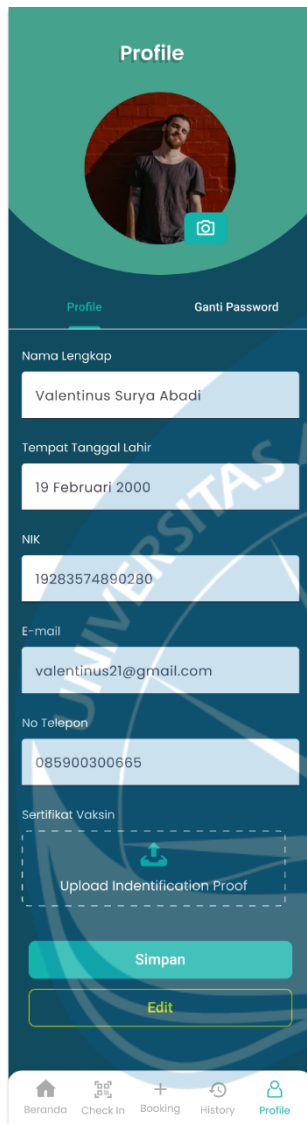 Profile
Profile
Ganti Password
Nama Lengkap
Valentinus Surya Abadi
Tempat Tanggal Lahir
19 Februari 2000
NIK
19283574890280
E-mail
valentinus21@gmail.com
No Telepon
085900300665
Sertifikat Vaksin
Upload Indentification Proof
Simpan
Edit
Beranda Check In Booking History Profile
UNIVERSITAS